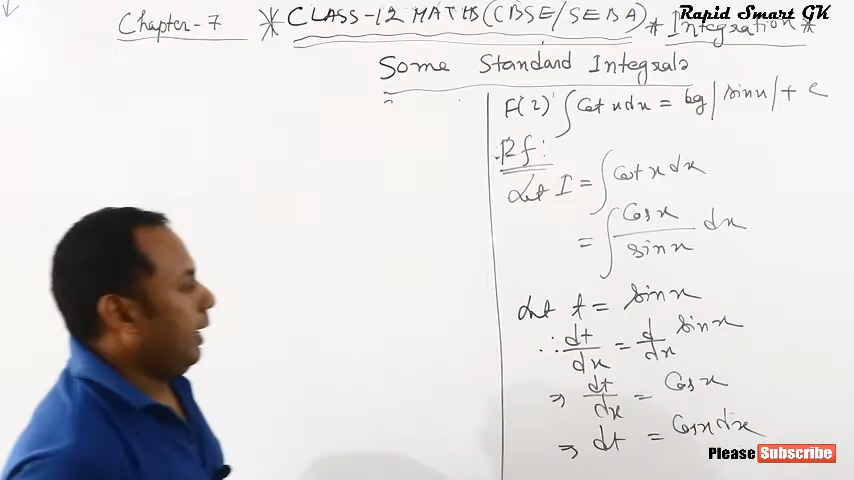 Rapid Smart GK
Chapter-7 * CLASS-12 MATHS (CBSE/SEBA) * Integration *
Some Standard Integrals
F(2) ∫ Cot x dx = log |sin x| + c
Pf:
Let I = ∫ Cot x dx
= ∫ Cos x / sin x dx
Let t = sin x
∴ dt/dx = d/dx sin x
⇒ dt/dx = Cos x
⇒ dt = Cos x dx
Please Subscribe